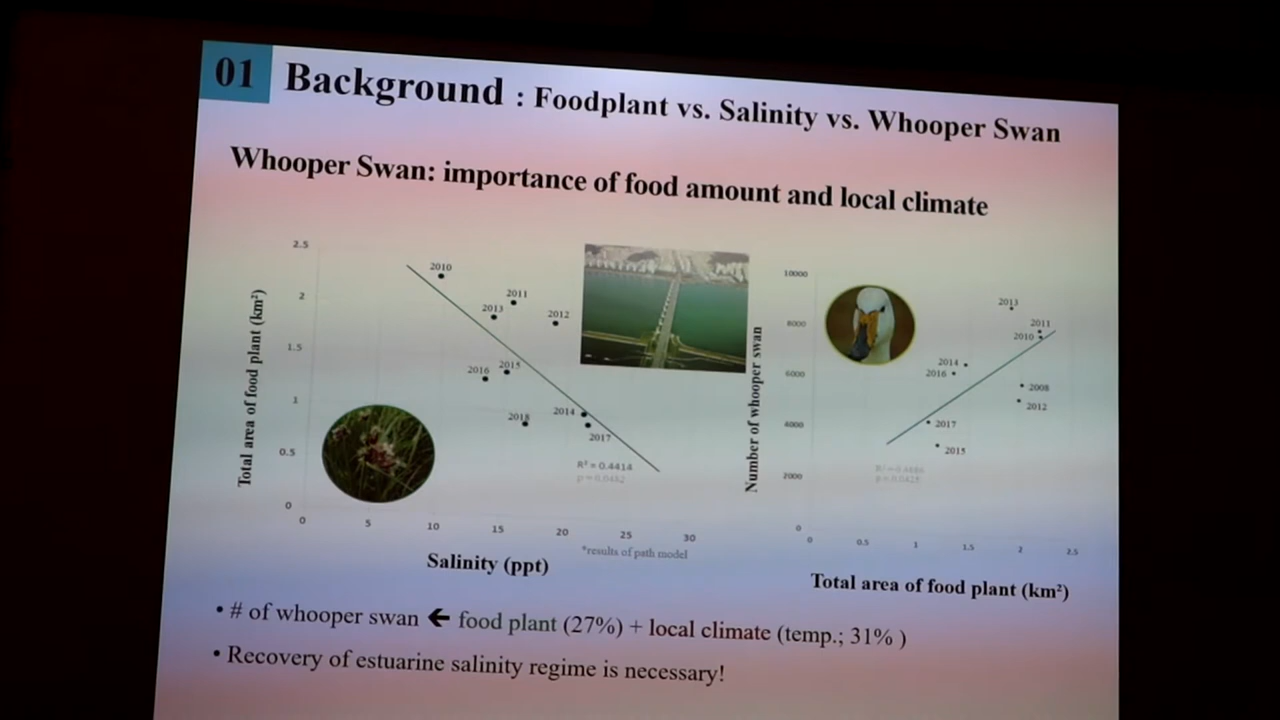 01 Background : Foodplant vs. Salinity vs. Whooper Swan
Whooper Swan: importance of food amount and local climate
Total area of food plant (km²)
2.5
2
1.5
1
0.5
0
0 5 10 15 20 25 30
2010
2011
2013
2012
2016
2015
2018
2014
2017
R² = 0.4414
p = 0.0412
Salinity (ppt)
*results of path model
Number of whooper swan
10000
8000
6000
4000
2000
0
0 0.5 1 1.5 2 2.5
2013
2011
2010
2014
2016
2008
2012
2017
2015
Total area of food plant (km²)
• # of whooper swan ← food plant (27%) + local climate (temp.; 31% )
• Recovery of estuarine salinity regime is necessary!